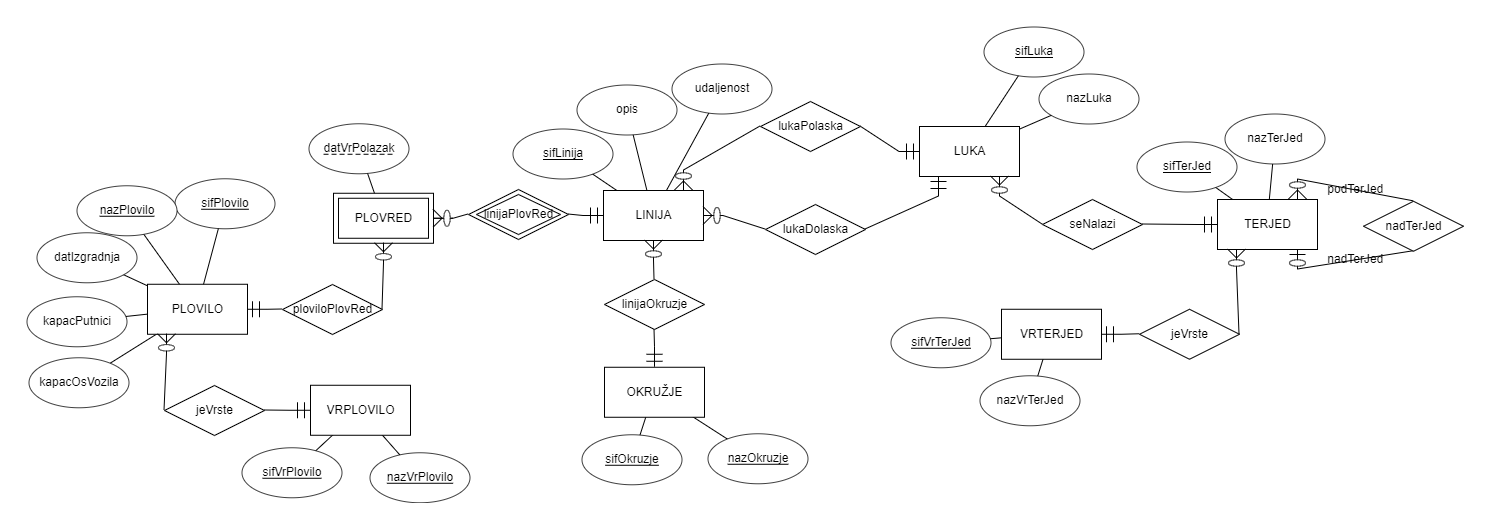 sifLuka
udaljenost
nazLuka
opis
lukaPolaska
nazTerJed
datVrPolazak
sifLinija
LUKA
sifTerJed
podTerJed
nazPlovilo
sifPlovilo
PLOVRED
linijaPlovRed
LINIJA
lukaDolaska
seNalazi
TERJED
nadTerJed
datIzgradnja
nadTerJed
PLOVILO
ploviloPlovRed
linijaOkruzje
kapacPutnici
sifVrTerJed
VRTERJED
jeVrste
kapacOsVozila
OKRUŽJE
nazVrTerJed
jeVrste
VRPLOVILO
sifOkruzje
nazOkruzje
sifVrPlovilo
nazVrPlovilo